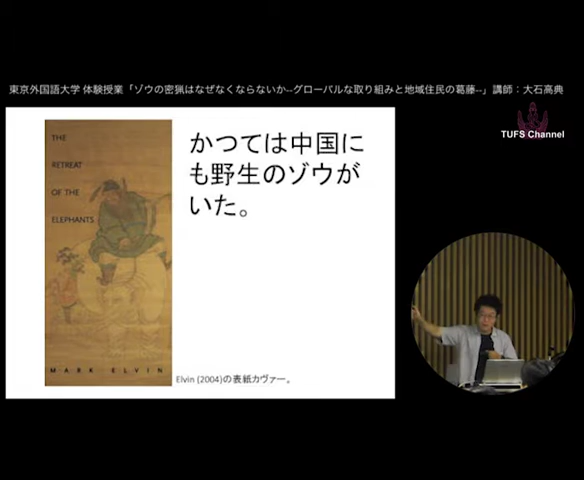 東京外国語大学 体験授業「ゾウの密猟はなぜなくならないか--グローバルな取り組みと地域住民の葛藤--」講師：大石高典
TUFS Channel
THE
RETREAT
OF THE
ELEPHANTS
MARK ELVIN
かつては中国に
も野生のゾウが
いた。
Elvin (2004)の表紙カヴァー。